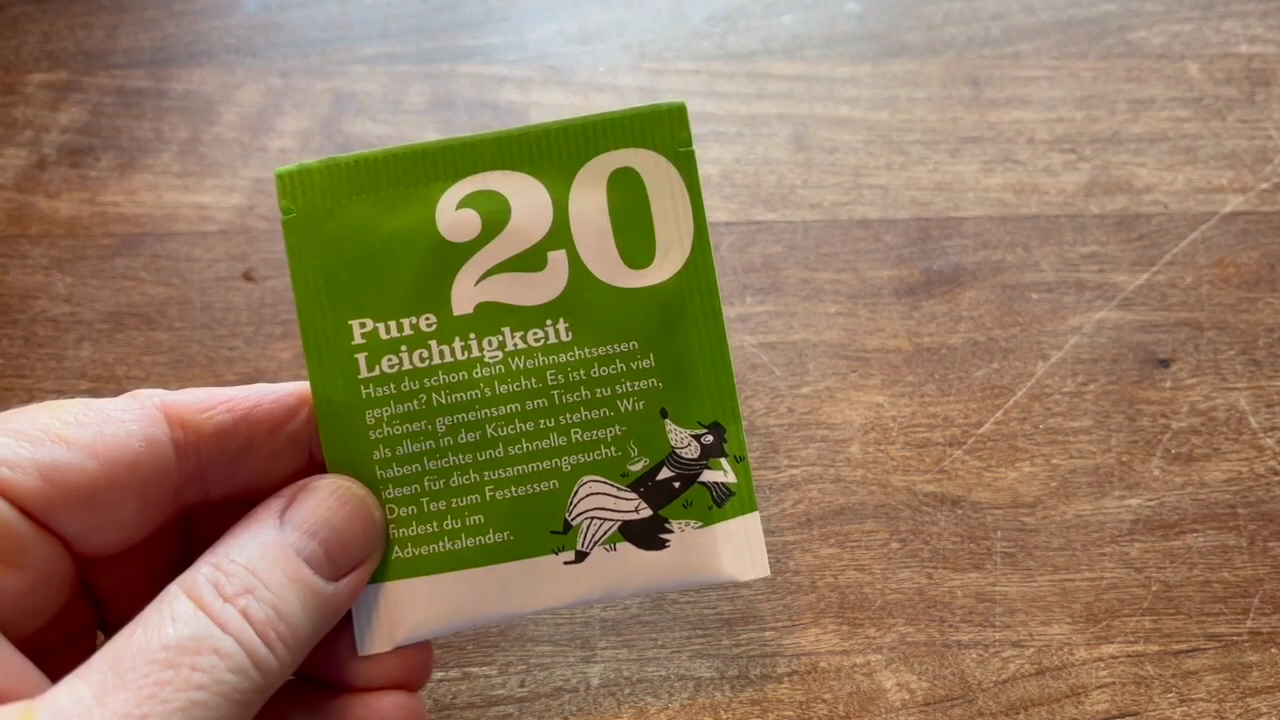 20
Pure
Leichtigkeit
Hast du schon dein Weihnachtsessen
geplant? Nimm's leicht. Es ist doch viel
schöner, gemeinsam am Tisch zu sitzen,
als allein in der Küche zu stehen. Wir
haben leichte und schnelle Rezept-
ideen für dich zusammengesucht.
Den Tee zum Festessen
findest du im
Adventkalender.